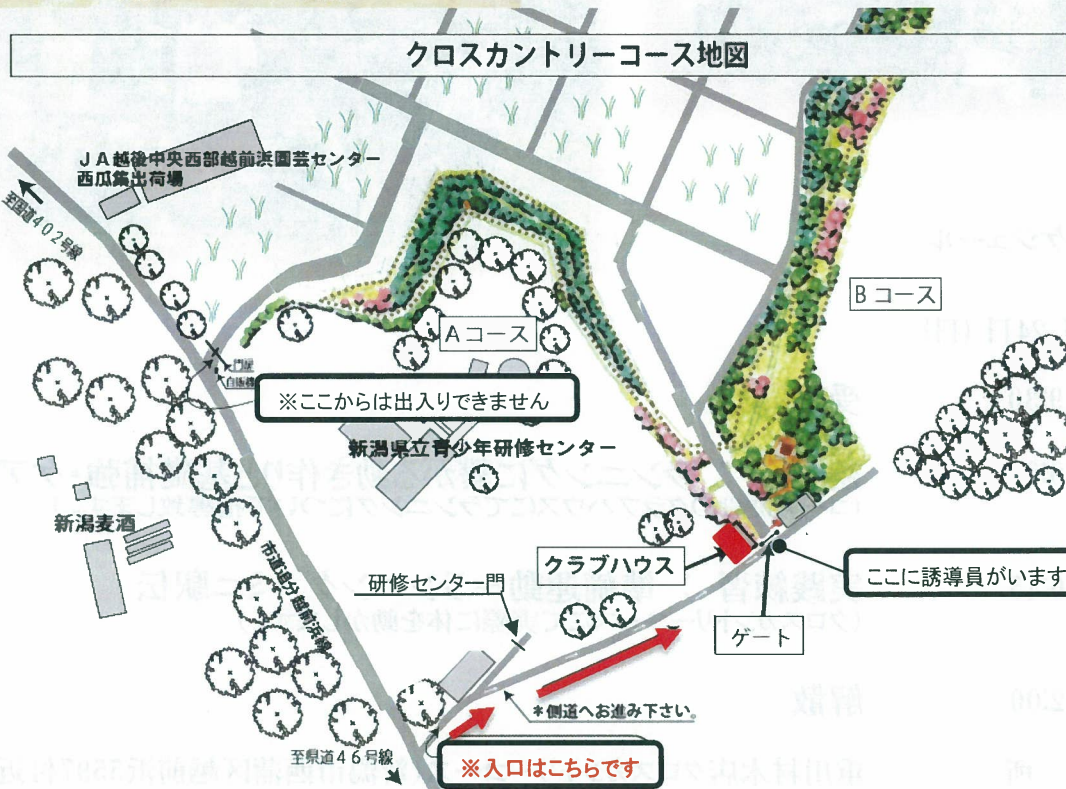 クロスカントリーコース地図
JA越後中央西部越前浜園芸センター
西瓜集出荷場
至国道402号線
Bコース
Aコース
門扉
自販機
※ここからは出入りできません
新潟県立青少年研修センター
新潟麦酒
市道追分越前浜線
クラブハウス
ここに誘導員がいます
研修センター門
ゲート
＊側道へお進み下さい。
至県道46号線
※入口はこちらです